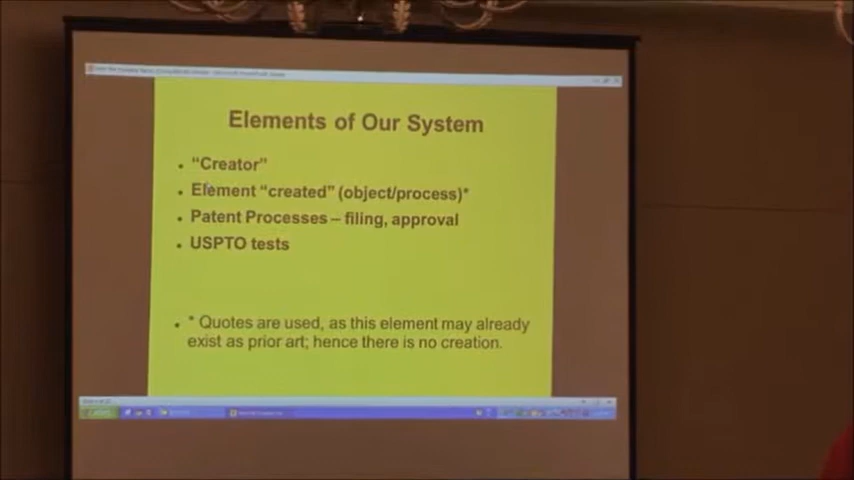 Elements of Our System
• “Creator”
• Element “created” (object/process)*
• Patent Processes – filing, approval
• USPTO tests
• * Quotes are used, as this element may already
exist as prior art; hence there is no creation.